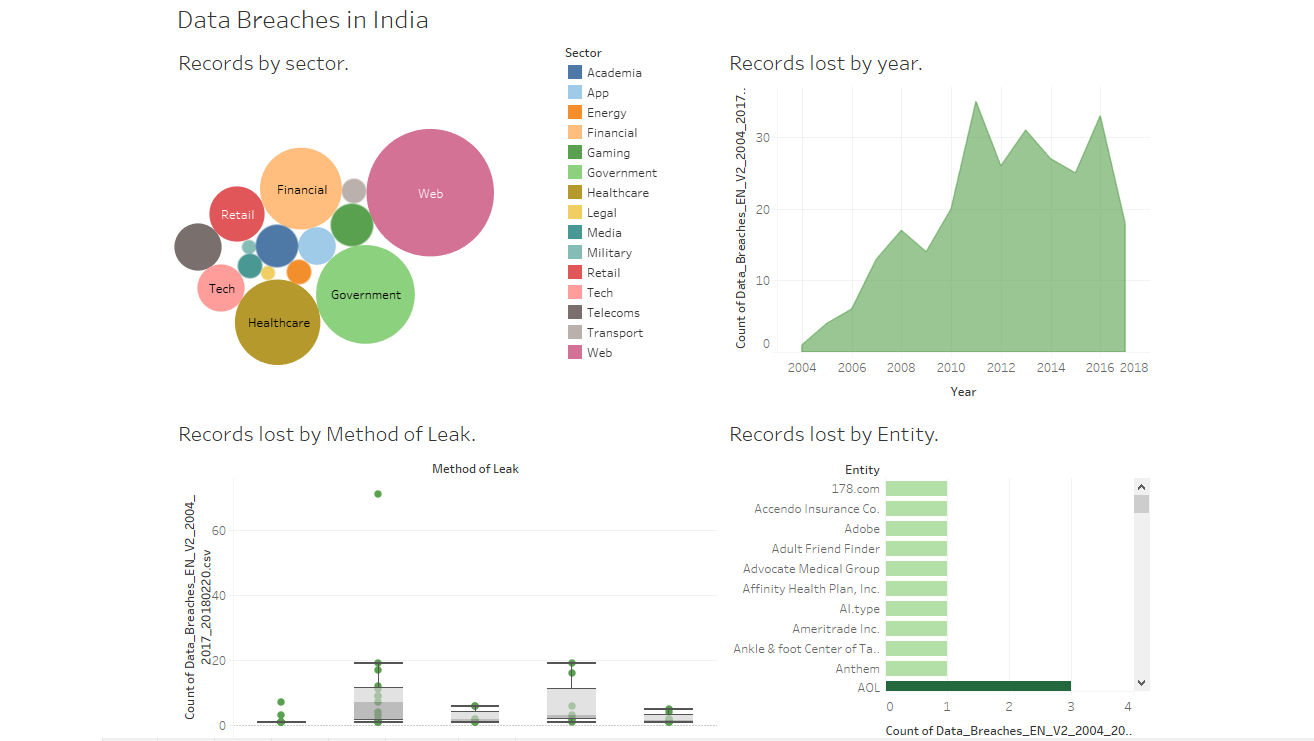 Data Breaches in India
Records by sector.
Web
Financial
Retail
Government
Tech
Healthcare
Sector
Academia
App
Energy
Financial
Gaming
Government
Healthcare
Legal
Media
Military
Retail
Tech
Telecoms
Transport
Web
Records lost by year.
Count of Data_Breaches_EN_V2_2004_2017..
30
20
10
0
2004 2006 2008 2010 2012 2014 2016 2018
Year
Records lost by Method of Leak.
Method of Leak
Count of Data_Breaches_EN_V2_2004_
2017_20180220.csv
60
40
20
0
Records lost by Entity.
Entity
178.com
Accendo Insurance Co.
Adobe
Adult Friend Finder
Advocate Medical Group
Affinity Health Plan, Inc.
AI.type
Ameritrade Inc.
Ankle & foot Center of Ta..
Anthem
AOL
0 1 2 3 4
Count of Data_Breaches_EN_V2_2004_20..